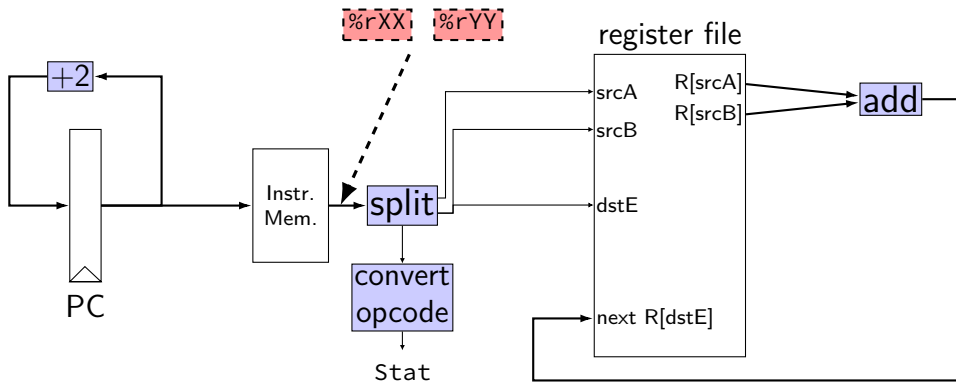 %rXX %rYY
register file
+2
srcA
R[srcA]
srcB
R[srcB]
add
Instr.
Mem.
split
dstE
convert
opcode
PC
next R[dstE]
Stat